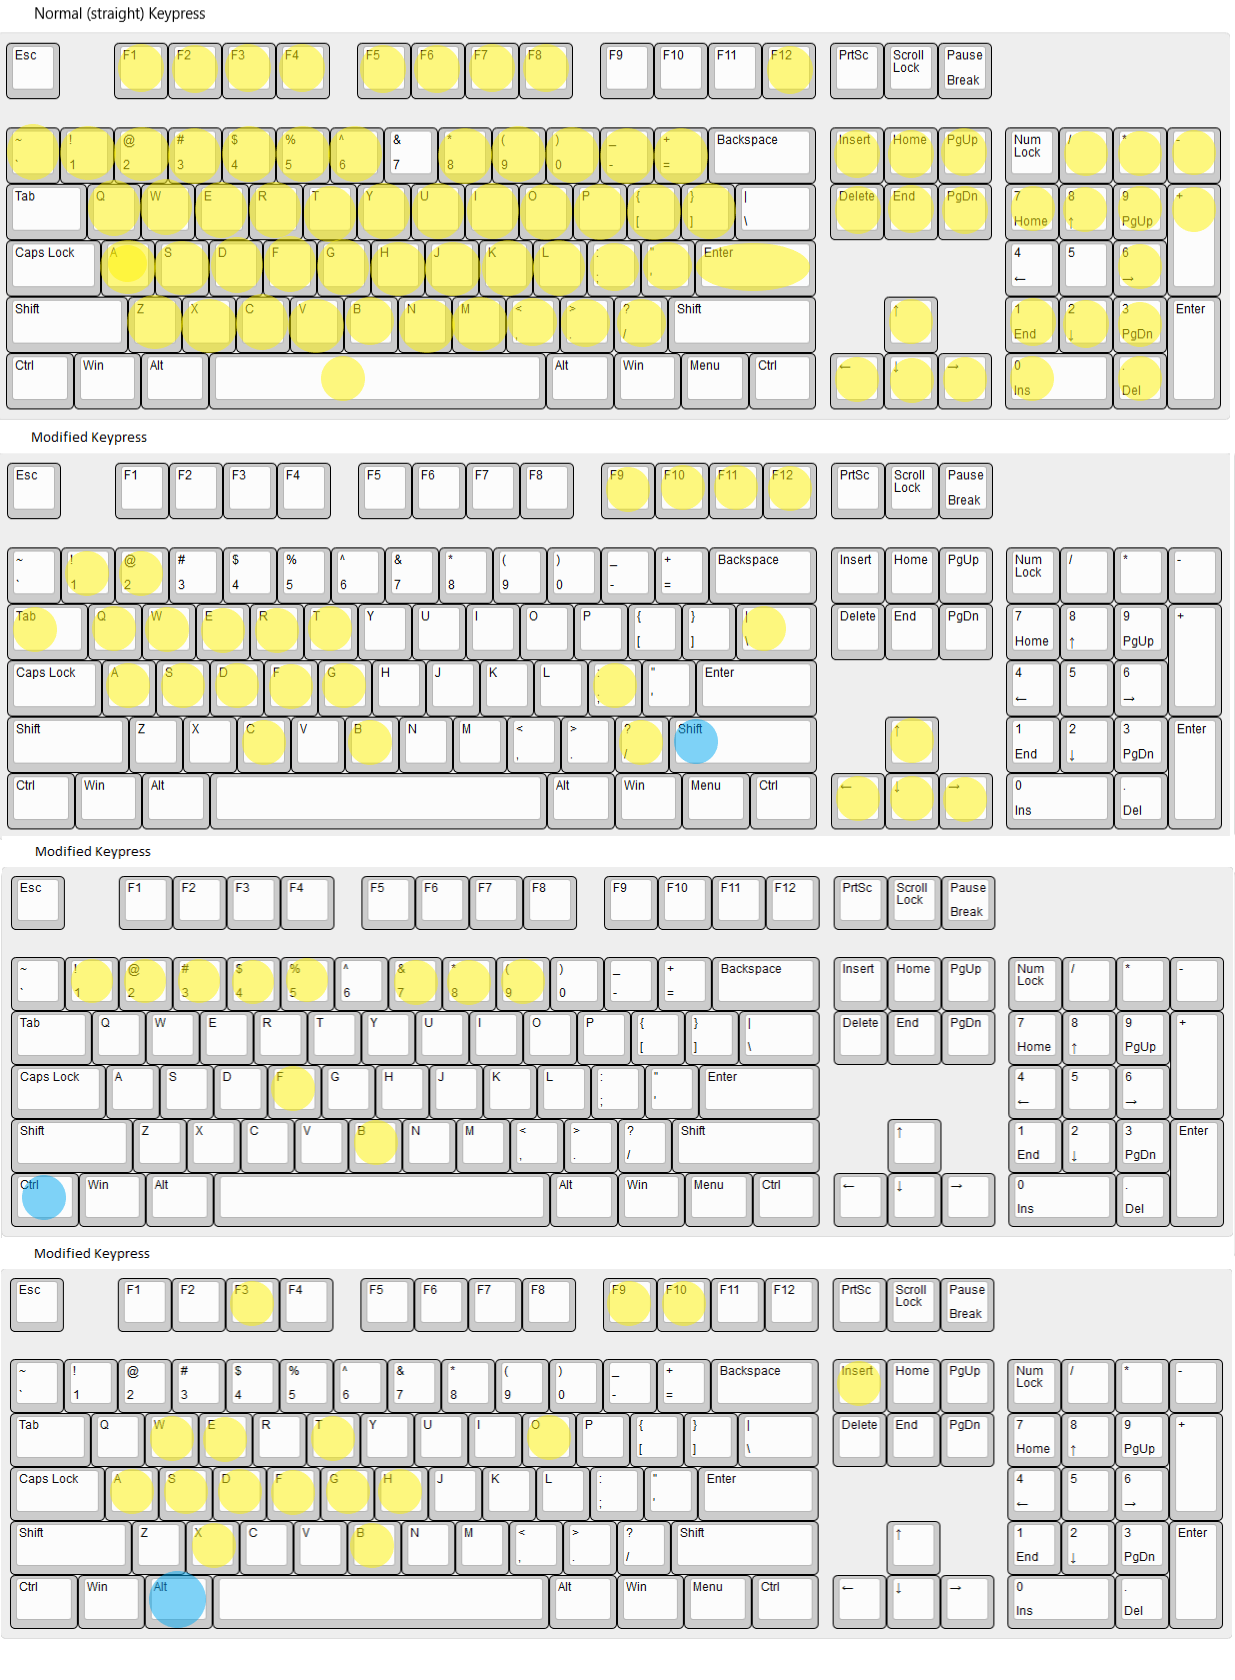 Normal (straight) Keypress
Esc F1 F2 F3 F4 F5 F6 F7 F8 F9 F10 F11 F12 PrtSc Scroll Lock Pause Break
~ ` ! 1 @ 2 # 3 $ 4 % 5 ^ 6 & 7 * 8 ( 9 ) 0 _ - + = Backspace Insert Home PgUp Num Lock / * -
Tab Q W E R T Y U I O P { [ } ] | \ Delete End PgDn 7 Home 8 ↑ 9 PgUp +
Caps Lock A S D F G H J K L : ; " ' Enter 4 ← 5 6 →
Shift Z X C V B N M < , > . ? / Shift ↑ 1 End 2 ↓ 3 PgDn Enter
Ctrl Win Alt Alt Win Menu Ctrl ← ↓ → 0 Ins . Del
Modified Keypress
Esc F1 F2 F3 F4 F5 F6 F7 F8 F9 F10 F11 F12 PrtSc Scroll Lock Pause Break
~ ` ! 1 @ 2 # 3 $ 4 % 5 ^ 6 & 7 * 8 ( 9 ) 0 _ - + = Backspace Insert Home PgUp Num Lock / * -
Tab Q W E R T Y U I O P { [ } ] | \ Delete End PgDn 7 Home 8 ↑ 9 PgUp +
Caps Lock A S D F G H J K L : ; " ' Enter 4 ← 5 6 →
Shift Z X C V B N M < , > . ? / Shift ↑ 1 End 2 ↓ 3 PgDn Enter
Ctrl Win Alt Alt Win Menu Ctrl ← ↓ → 0 Ins . Del
Modified Keypress
Esc F1 F2 F3 F4 F5 F6 F7 F8 F9 F10 F11 F12 PrtSc Scroll Lock Pause Break
~ ` ! 1 @ 2 # 3 $ 4 % 5 ^ 6 & 7 * 8 ( 9 ) 0 _ - + = Backspace Insert Home PgUp Num Lock / * -
Tab Q W E R T Y U I O P { [ } ] | \ Delete End PgDn 7 Home 8 ↑ 9 PgUp +
Caps Lock A S D F G H J K L : ; " ' Enter 4 ← 5 6 →
Shift Z X C V B N M < , > . ? / Shift ↑ 1 End 2 ↓ 3 PgDn Enter
Ctrl Win Alt Alt Win Menu Ctrl ← ↓ → 0 Ins . Del
Modified Keypress
Esc F1 F2 F3 F4 F5 F6 F7 F8 F9 F10 F11 F12 PrtSc Scroll Lock Pause Break
~ ` ! 1 @ 2 # 3 $ 4 % 5 ^ 6 & 7 * 8 ( 9 ) 0 _ - + = Backspace Insert Home PgUp Num Lock / * -
Tab Q W E R T Y U I O P { [ } ] | \ Delete End PgDn 7 Home 8 ↑ 9 PgUp +
Caps Lock A S D F G H J K L : ; " ' Enter 4 ← 5 6 →
Shift Z X C V B N M < , > . ? / Shift ↑ 1 End 2 ↓ 3 PgDn Enter
Ctrl Win Alt Alt Win Menu Ctrl ← ↓ → 0 Ins . Del